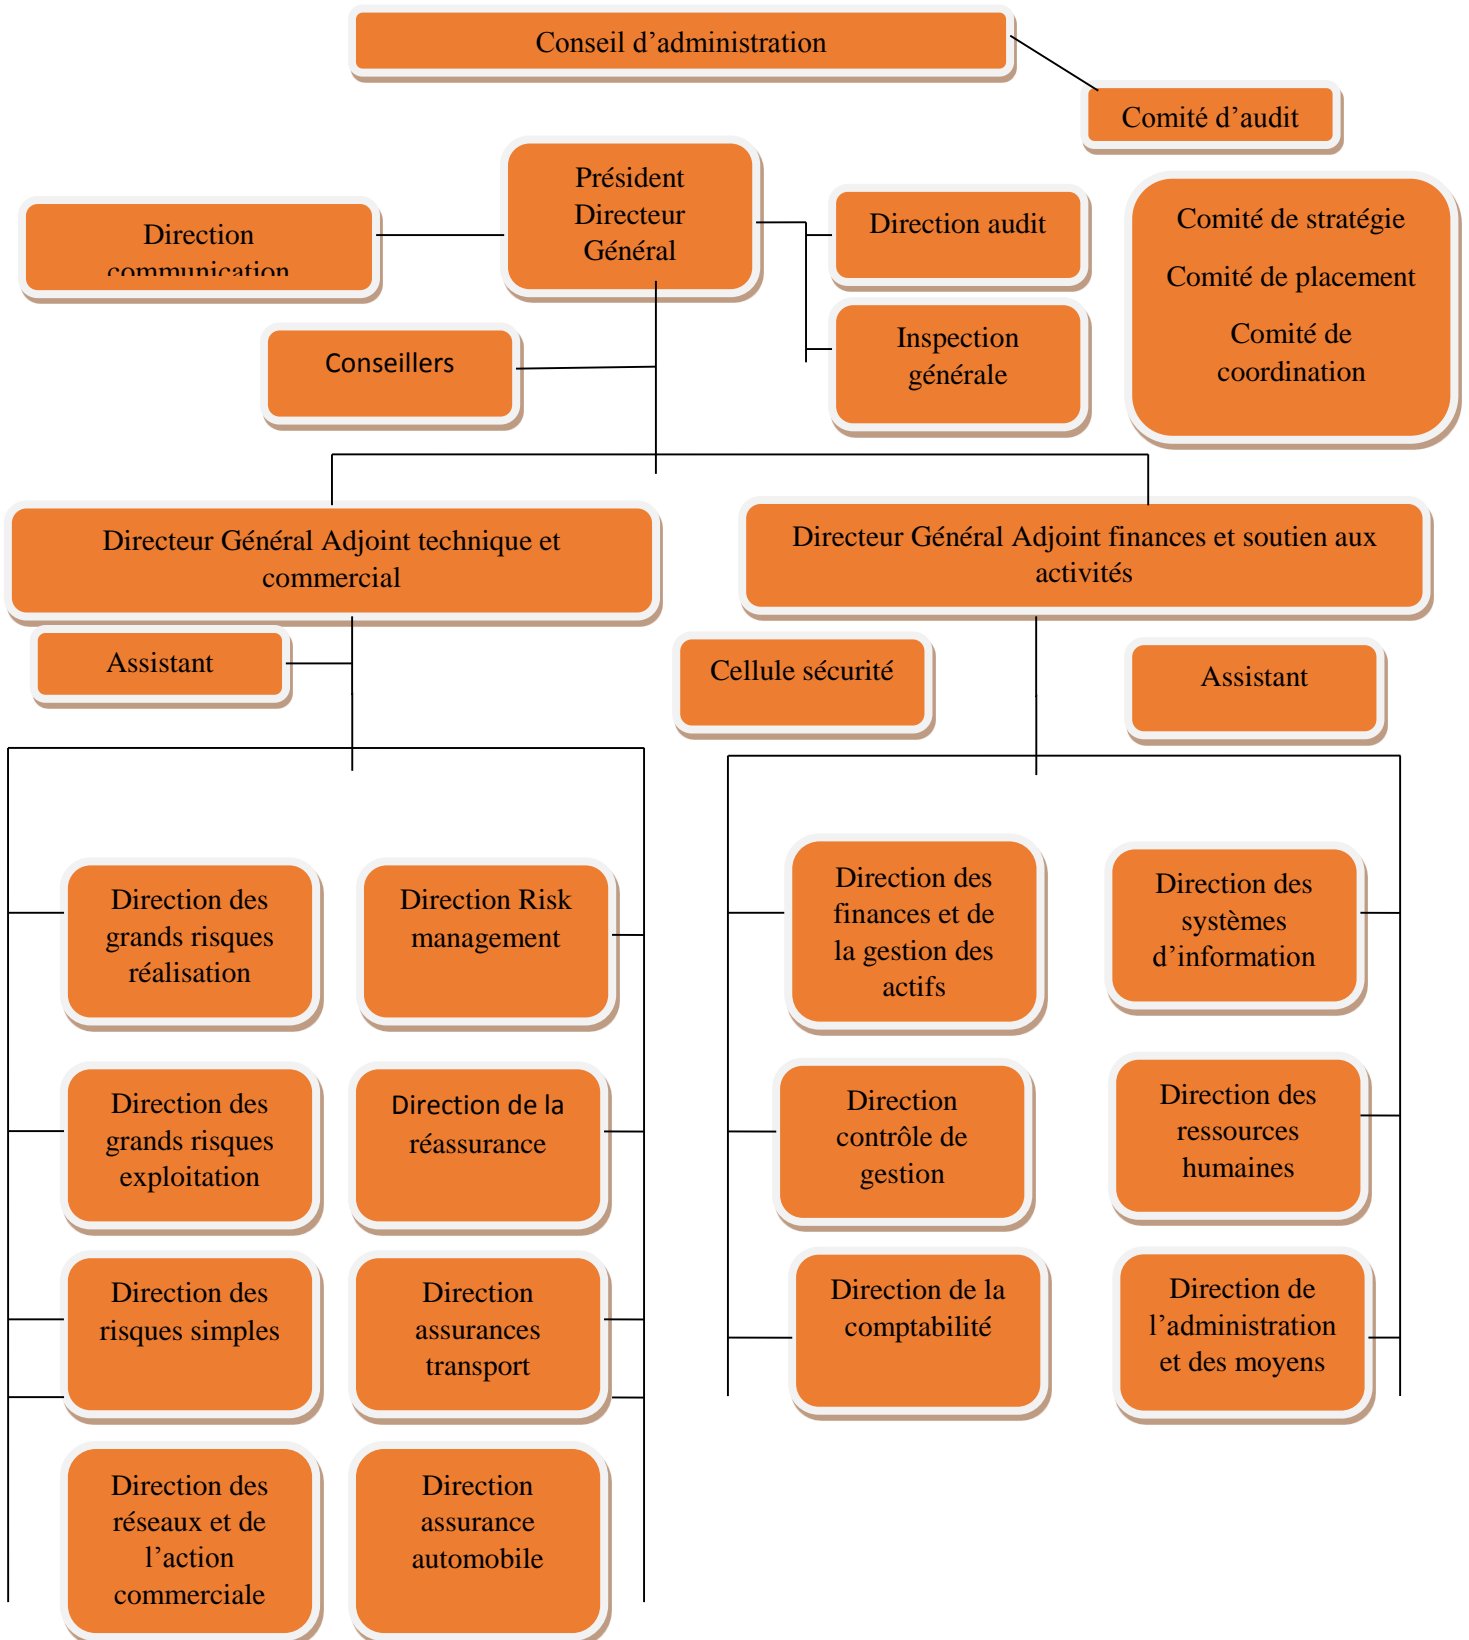 Conseil d’administration
Comité d’audit
Président
Directeur
Général
Direction
communication
Direction audit
Comité de stratégie
Comité de placement
Comité de
coordination
Inspection
générale
Conseillers
Directeur Général Adjoint technique et
commercial
Directeur Général Adjoint finances et soutien aux
activités
Assistant
Cellule sécurité
Assistant
Direction des
grands risques
réalisation
Direction Risk
management
Direction des
finances et de
la gestion des
actifs
Direction des
systèmes
d’information
Direction des
grands risques
exploitation
Direction de la
réassurance
Direction
contrôle de
gestion
Direction des
ressources
humaines
Direction des
risques simples
Direction
assurances
transport
Direction de la
comptabilité
Direction de
l’administration
et des moyens
Direction des
réseaux et de
l’action
commerciale
Direction
assurance
automobile